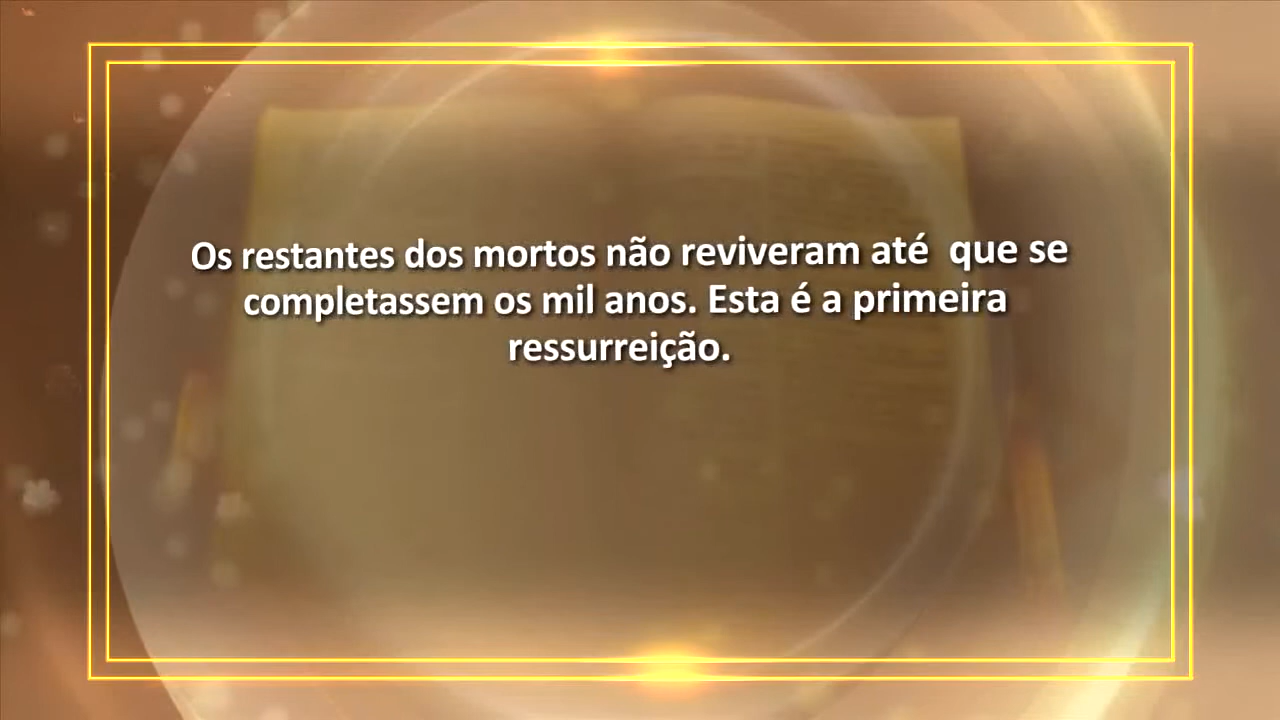 Os restantes dos mortos não reviveram até  que se
completassem os mil anos. Esta é a primeira
ressurreição.